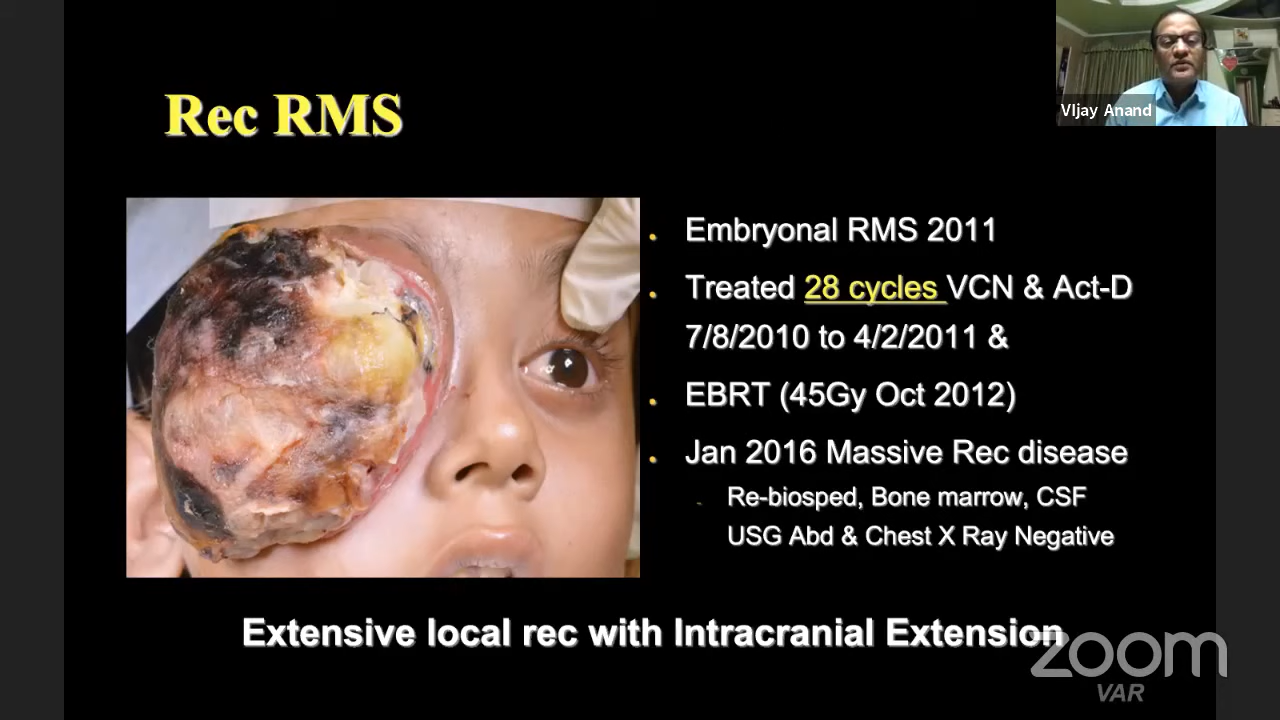 VIjay Anand
Rec RMS
Embryonal RMS 2011
Treated 28 cycles VCN & Act-D
7/8/2010 to 4/2/2011 &
EBRT (45Gy Oct 2012)
Jan 2016 Massive Rec disease
Re-biosped, Bone marrow, CSF
USG Abd & Chest X Ray Negative
Extensive local rec with Intracranial Extension
zoom
VAR